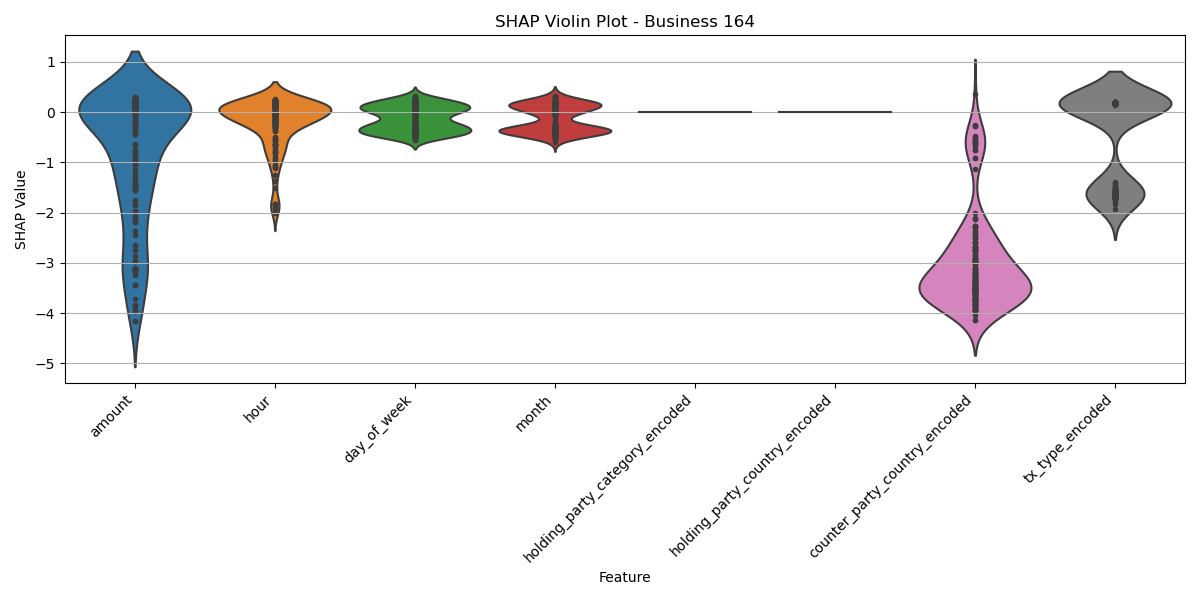 SHAP Violin Plot - Business 164
SHAP Value
1
0
−1
−2
−3
−4
−5
amount
hour
day_of_week
month
holding_party_category_encoded
holding_party_country_encoded
counter_party_country_encoded
tx_type_encoded
Feature